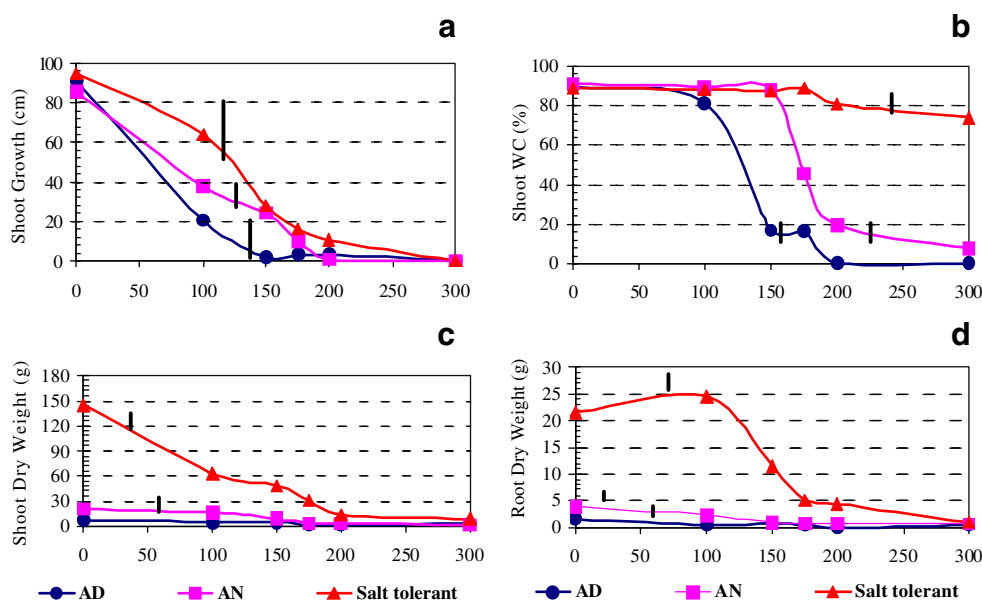 a
Shoot Growth (cm)
100
80
60
40
20
0
0 50 100 150 200 250 300
b
Shoot WC (%)
100
80
60
40
20
0
0 50 100 150 200 250 300
c
Shoot Dry Weight (g)
180
150
120
90
60
30
0
0 50 100 150 200 250 300
AD AN Salt tolerant
d
Root Dry Weight (g)
30
25
20
15
10
5
0
0 50 100 150 200 250 300
AD AN Salt tolerant